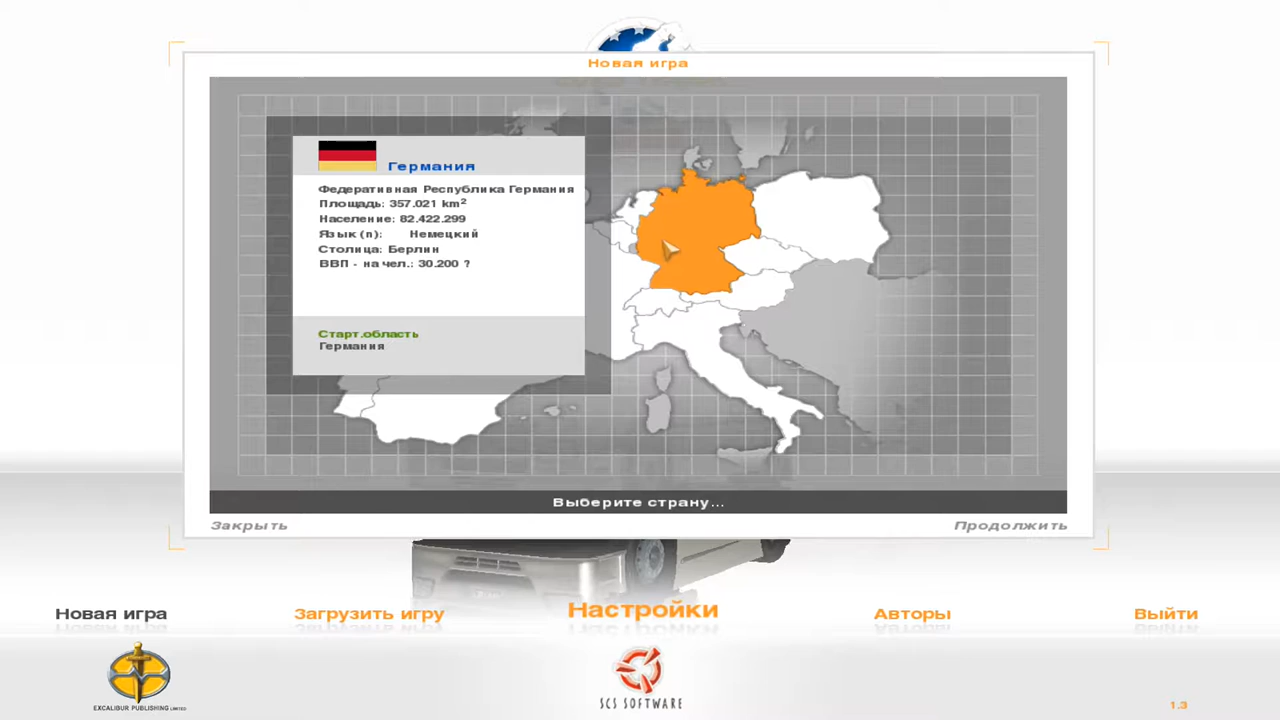 Новая игра
Германия
Федеративная Республика Германия
Площадь: 357.021 km²
Население: 82.422.299
Язык (n): Немецкий
Столица: Берлин
ВВП - на чел.: 30.200 ?
Старт.область
Германия
Выберите страну...
Закрыть
Продолжить
Новая игра
Загрузить игру
Настройки
Авторы
Выйти
EXCALIBUR PUBLISHING LIMITED
SCS SOFTWARE
1.3